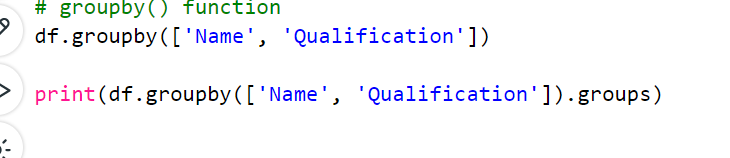 # groupby() function
df.groupby(['Name', 'Qualification'])
print(df.groupby(['Name', 'Qualification']).groups)